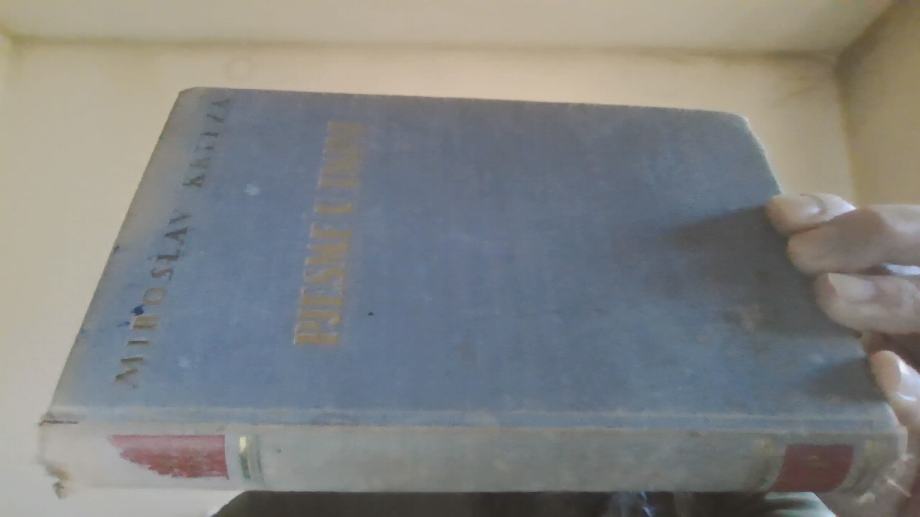 MIROSLAV KRLEŽA
PJESME U TMINI